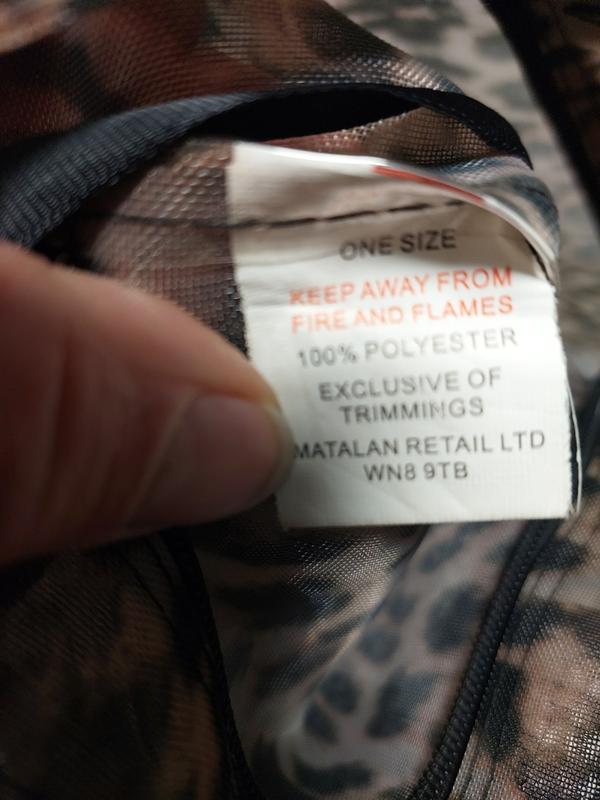 ONE SIZE
KEEP AWAY FROM
FIRE AND FLAMES
100% POLYESTER
EXCLUSIVE OF
TRIMMINGS
MATALAN RETAIL LTD
WN8 9TB